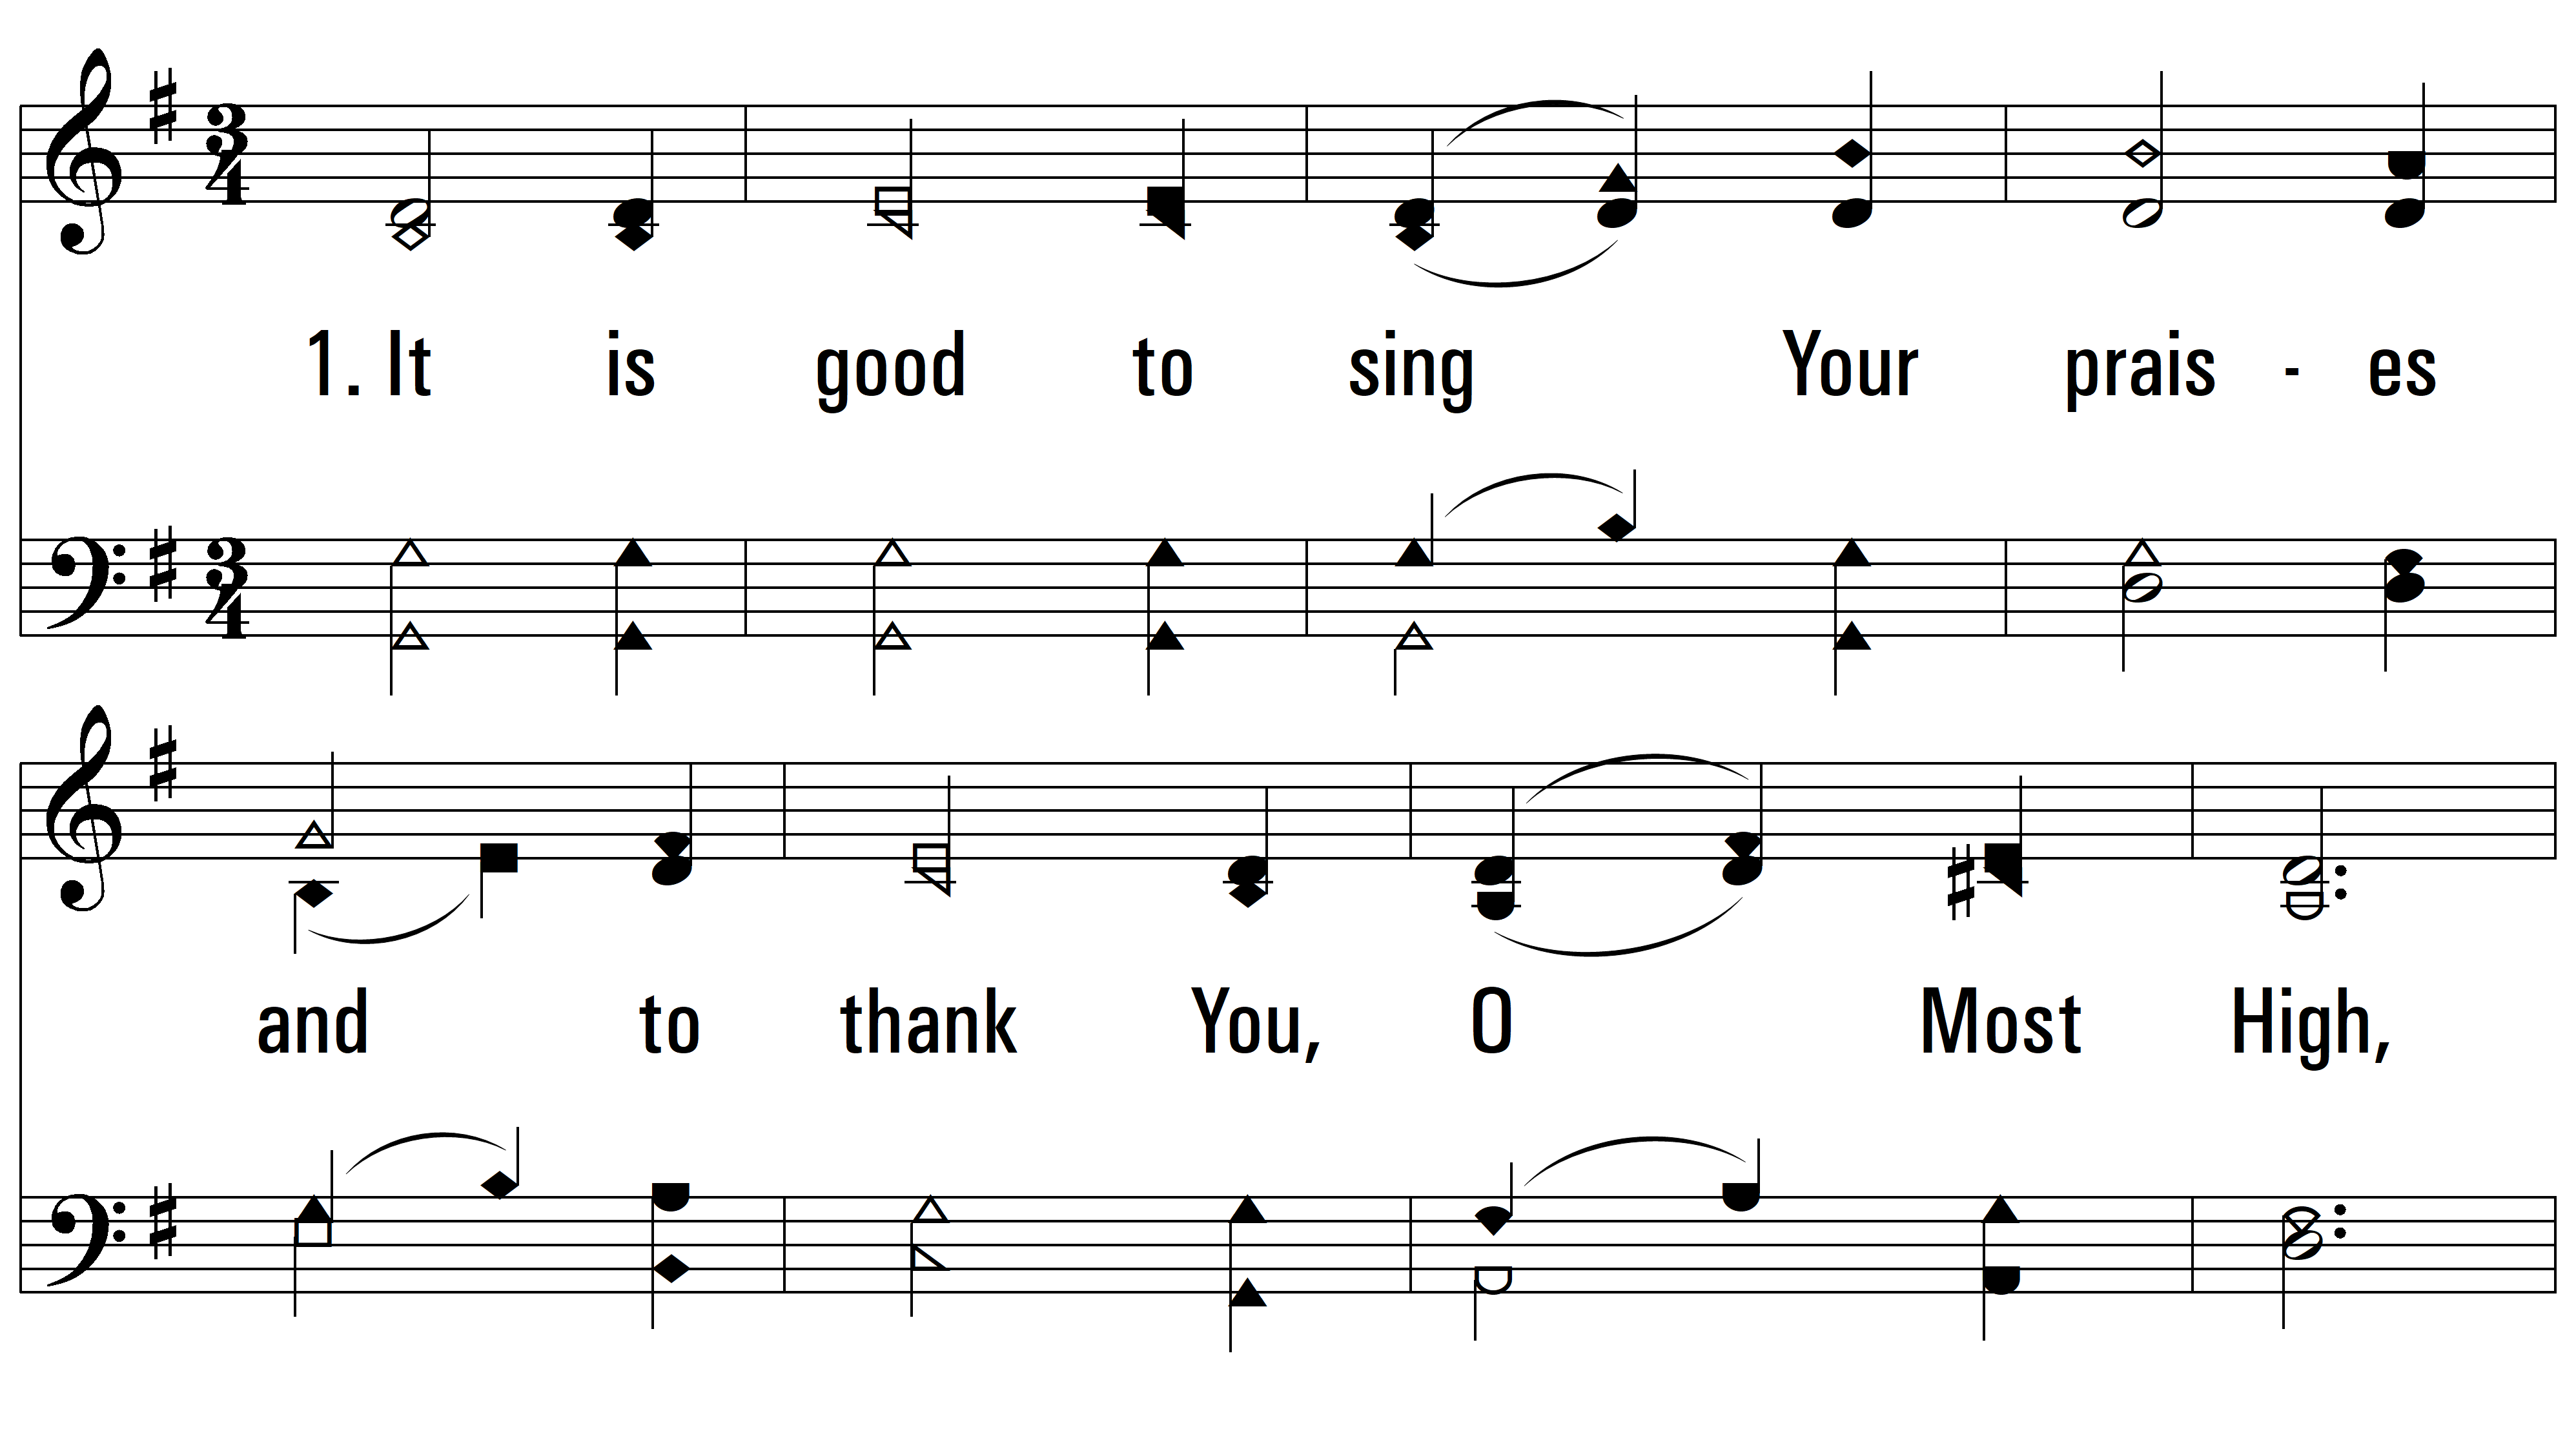 1. It is good to sing Your prais - es
and to thank You, O Most High,